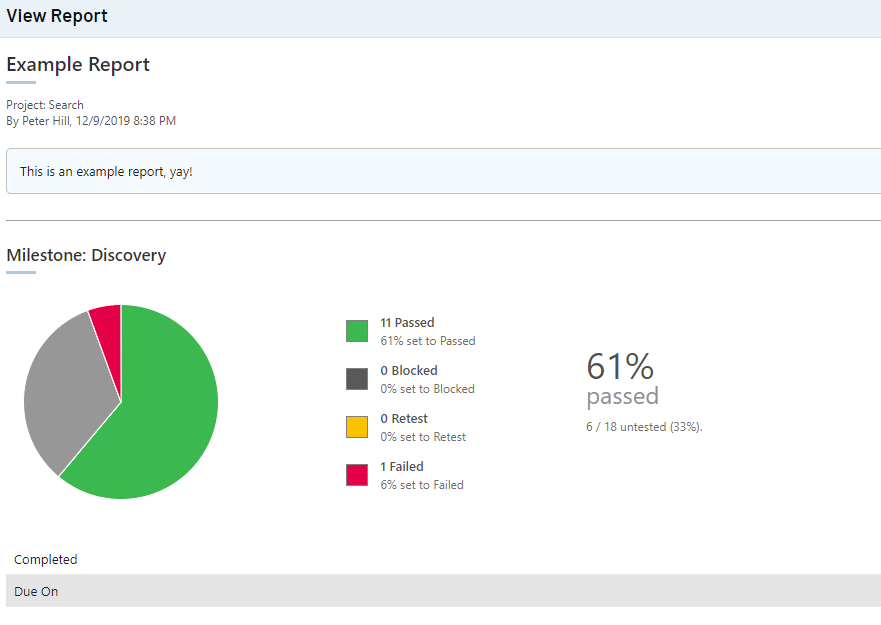 View Report
Example Report
Project: Search
By Peter Hill, 12/9/2019 8:38 PM
This is an example report, yay!
Milestone: Discovery
11 Passed
61% set to Passed
0 Blocked
0% set to Blocked
0 Retest
0% set to Retest
1 Failed
6% set to Failed
61%
passed
6 / 18 untested (33%).
Completed
Due On